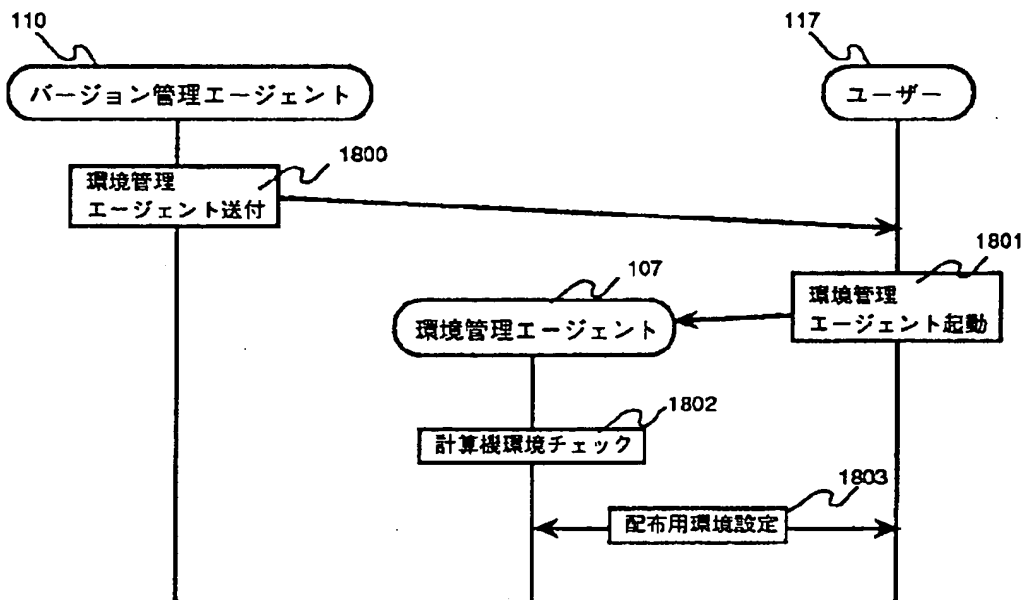 110
117
バージョン管理エージェント
ユーザー
1800
環境管理
エージェント送付
1801
環境管理
エージェント起動
107
環境管理エージェント
1802
計算機環境チェック
1803
配布用環境設定